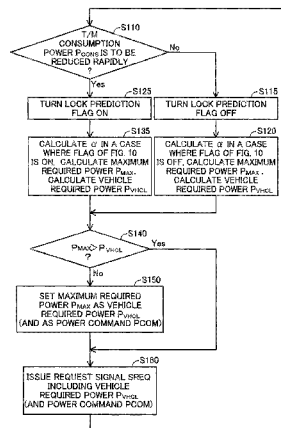 S110
T/M
CONSUMPTION
POWER PCONS IS TO BE
REDUCED RAPIDLY
?
No
Yes
S125
TURN LOCK PREDICTION
FLAG ON
S115
TURN LOCK PREDICTION
FLAG OFF
S135
CALCULATE α IN A CASE
WHERE FLAG OF FIG. 10
IS ON, CALCULATE MAXIMUM
REQUIRED POWER PMAX,
CALCULATE VEHICLE
REQUIRED POWER PVHCL
S120
CALCULATE α IN A CASE
WHERE FLAG OF FIG. 10
IS OFF, CALCULATE MAXIMUM
REQUIRED POWER PMAX,
CALCULATE VEHICLE
REQUIRED POWER PVHCL
S140
PMAX> PVHCL
?
Yes
No
S150
SET MAXIMUM REQUIRED
POWER PMAX AS VEHICLE
REQUIRED POWER PVHCL
(AND AS POWER COMMAND PCOM)
S160
ISSUE REQUEST SIGNAL SREQ
INCLUDING VEHICLE
REQUIRED POWER PVHCL
(AND POWER COMMAND PCOM)